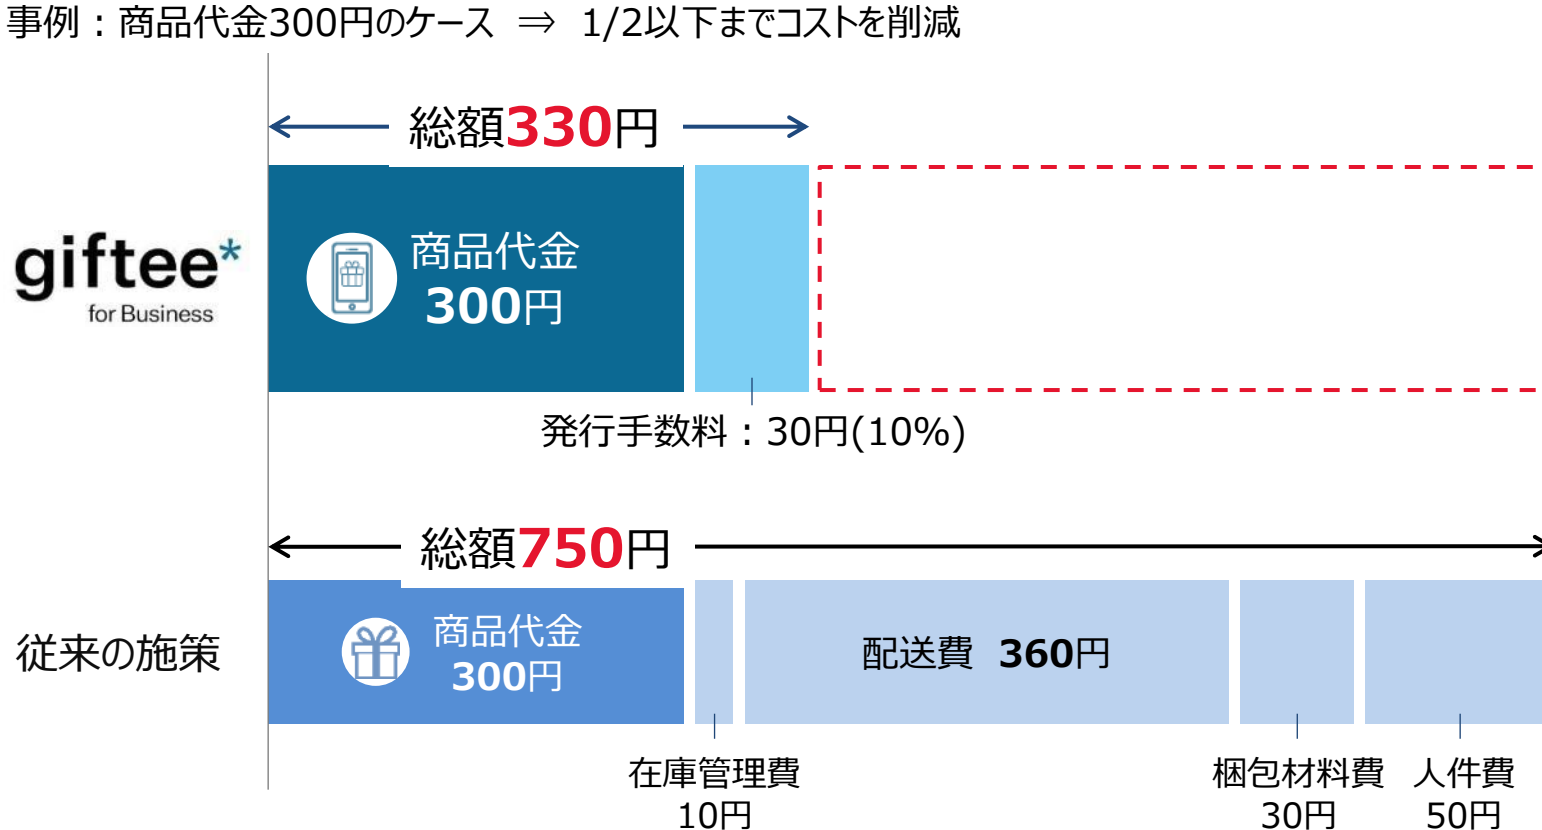 事例：商品代金300円のケース ⇒ 1/2以下までコストを削減
総額330円
giftee*
for Business
商品代金
300円
発行手数料：30円(10%)
総額750円
従来の施策
商品代金
300円
配送費 360円
在庫管理費
10円
梱包材料費
30円
人件費
50円